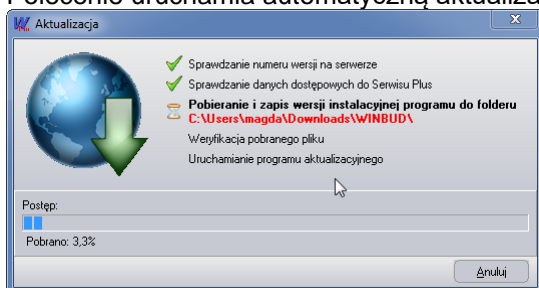 Polecenie uruchamia automatyczną aktualiza
Aktualizacja
Sprawdzanie numeru wersji na serwerze
Sprawdzanie danych dostępowych do Serwisu Plus
Pobieranie i zapis wersji instalacyjnej programu do folderu
C:\Users\magda\Downloads\WINBUD\
Weryfikacja pobranego pliku
Uruchamianie programu aktualizacyjnego
Postęp:
Pobrano: 3,3%
Anuluj